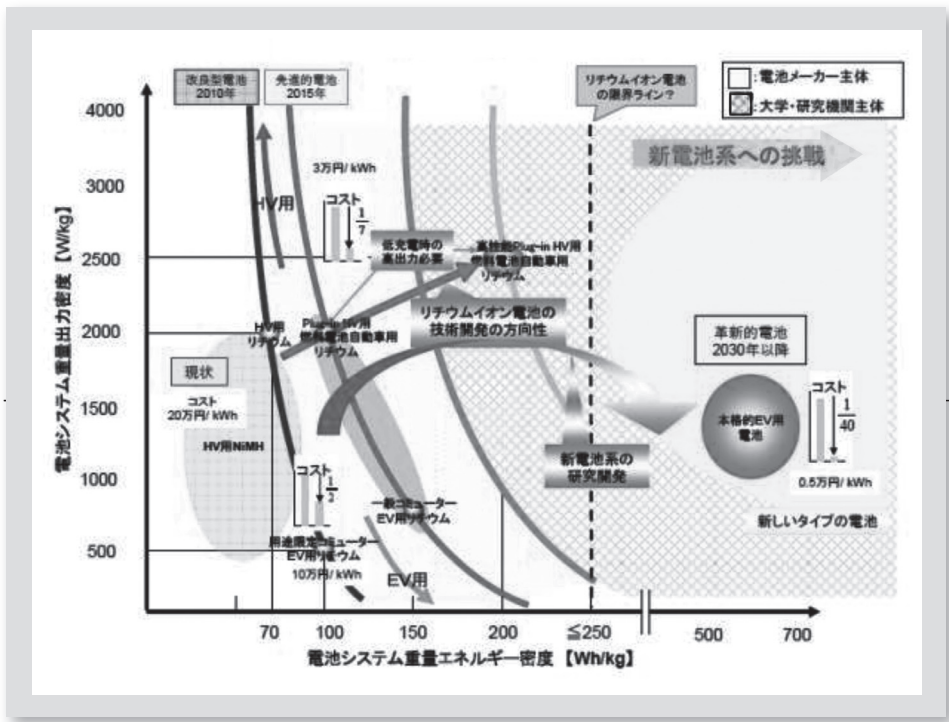 改良型電池
2010年
先進的電池
2015年
リチウムイオン電池
の限界ライン?
:電池メーカー主体
:大学・研究機関主体
電池システム重量出力密度【W/kg】
4000
3000
2500
2000
1500
1000
500
新電池系への挑戦
3万円/kWh
コスト
1
7
HV用
低充電時の
高出力必要
高性能Plug-in HV用
燃料電池自動車用
リチウム
リチウムイオン電池の
技術開発の方向性
HV用
リチウム
Plug-in HV用
燃料電池自動車用
リチウム
現状
コスト
20万円/kWh
HV用NiMH
革新的電池
2030年以降
本格的EV用
電池
コスト
1
40
0.5万円/kWh
新しいタイプの電池
新電池系の
研究開発
コスト
1
2
一般コミューター
EV用リチウム
用途限定コミューター
EV用リチウム
10万円/kWh
EV用
70
100
150
200
≦250
500
700
電池システム重量エネルギー密度【Wh/kg】